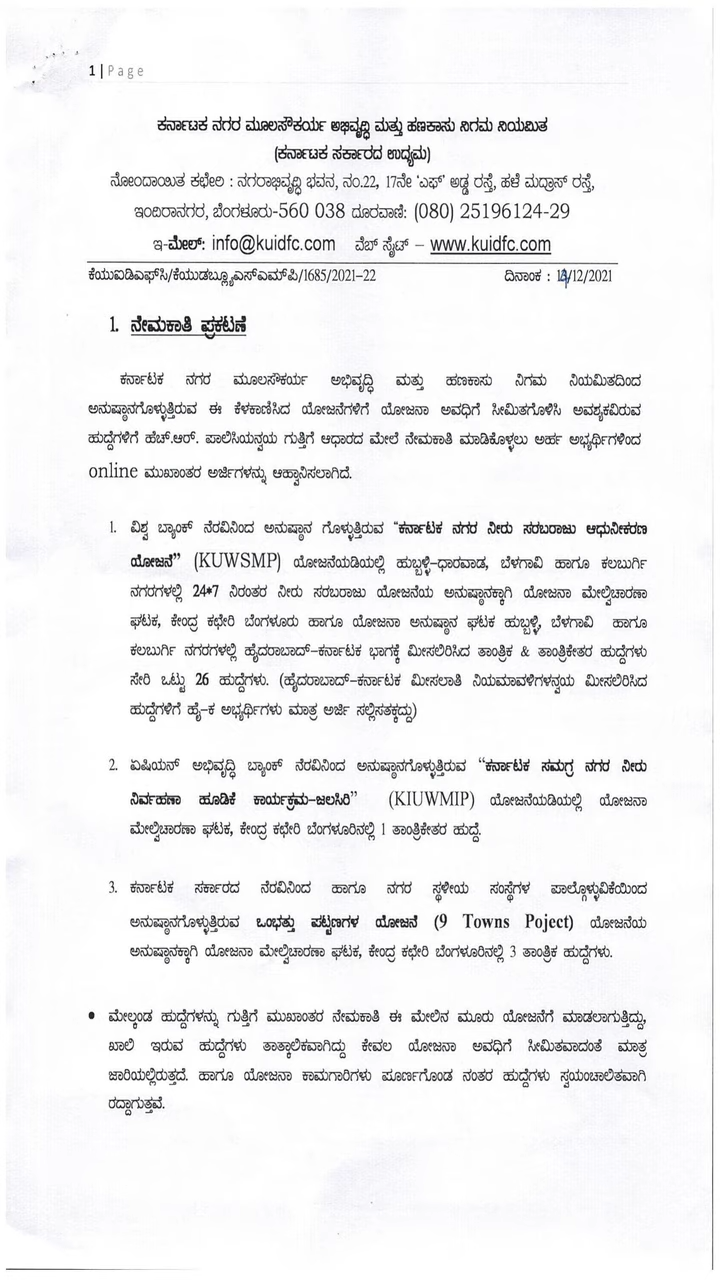 1 | Page
ಕರ್ನಾಟಕ ನಗರ ಮೂಲಸೌಕರ್ಯ ಅಭಿವೃದ್ಧಿ ಮತ್ತು ಹಣಕಾಸು ನಿಗಮ ನಿಯಮಿತ
(ಕರ್ನಾಟಕ ಸರ್ಕಾರದ ಉದ್ಯಮ)
ನೋಂದಾಯಿತ ಕಛೇರಿ : ನಗರಾಭಿವೃದ್ಧಿ ಭವನ, ನಂ.22, 17ನೇ 'ಎಫ್' ಅಡ್ಡ ರಸ್ತೆ, ಹಳೆ ಮದ್ರಾಸ್ ರಸ್ತೆ,
ಇಂದಿರಾನಗರ, ಬೆಂಗಳೂರು-560 038 ದೂರವಾಣಿ: (080) 25196124-29
ಇ-ಮೇಲ್: info@kuidfc.com ವೆಬ್ ಸೈಟ್ – www.kuidfc.com
ಕೆಯುಐಡಿಎಫ್‌ಸಿ/ಕೆಯುಡಬ್ಲ್ಯೂಎಸ್ಎಮ್‌ಪಿ/1685/2021-22 ದಿನಾಂಕ : /12/2021
1. ನೇಮಕಾತಿ ಪ್ರಕಟಣೆ
ಕರ್ನಾಟಕ ನಗರ ಮೂಲಸೌಕರ್ಯ ಅಭಿವೃದ್ಧಿ ಮತ್ತು ಹಣಕಾಸು ನಿಗಮ ನಿಯಮಿತದಿಂದ
ಅನುಷ್ಠಾನಗೊಳ್ಳುತ್ತಿರುವ ಈ ಕೆಳಕಾಣಿಸಿದ ಯೋಜನೆಗಳಿಗೆ ಯೋಜನಾ ಅವಧಿಗೆ ಸೀಮಿತಗೊಳಿಸಿ ಅವಶ್ಯಕವಿರುವ
ಹುದ್ದೆಗಳಿಗೆ ಹೆಚ್.ಆರ್. ಪಾಲಿಸಿಯನ್ವಯ ಗುತ್ತಿಗೆ ಆಧಾರದ ಮೇಲೆ ನೇಮಕಾತಿ ಮಾಡಿಕೊಳ್ಳಲು ಅರ್ಹ ಅಭ್ಯರ್ಥಿಗಳಿಂದ
online ಮುಖಾಂತರ ಅರ್ಜಿಗಳನ್ನು ಆಹ್ವಾನಿಸಲಾಗಿದೆ.
1. ವಿಶ್ವ ಬ್ಯಾಂಕ್ ನೆರವಿನಿಂದ ಅನುಷ್ಠಾನ ಗೊಳ್ಳುತ್ತಿರುವ "ಕರ್ನಾಟಕ ನಗರ ನೀರು ಸರಬರಾಜು ಆಧುನೀಕರಣ
ಯೋಜನೆ" (KUWSMP) ಯೋಜನೆಯಡಿಯಲ್ಲಿ ಹುಬ್ಬಳ್ಳಿ-ಧಾರವಾಡ, ಬೆಳಗಾವಿ ಹಾಗೂ ಕಲಬುರ್ಗಿ
ನಗರಗಳಲ್ಲಿ 24*7 ನಿರಂತರ ನೀರು ಸರಬರಾಜು ಯೋಜನೆಯ ಅನುಷ್ಠಾನಕ್ಕಾಗಿ ಯೋಜನಾ ಮೇಲ್ವಿಚಾರಣಾ
ಘಟಕ, ಕೇಂದ್ರ ಕಛೇರಿ ಬೆಂಗಳೂರು ಹಾಗೂ ಯೋಜನಾ ಅನುಷ್ಠಾನ ಘಟಕ ಹುಬ್ಬಳ್ಳಿ, ಬೆಳಗಾವಿ ಹಾಗೂ
ಕಲಬುರ್ಗಿ ನಗರಗಳಲ್ಲಿ ಹೈದರಾಬಾದ್-ಕರ್ನಾಟಕ ಭಾಗಕ್ಕೆ ಮೀಸಲಿರಿಸಿದ ತಾಂತ್ರಿಕ & ತಾಂತ್ರಿಕೇತರ ಹುದ್ದೆಗಳು
ಸೇರಿ ಒಟ್ಟು 26 ಹುದ್ದೆಗಳು. (ಹೈದರಾಬಾದ್-ಕರ್ನಾಟಕ ಮೀಸಲಾತಿ ನಿಯಮಾವಳಿಗಳನ್ವಯ ಮೀಸಲಿರಿಸಿದ
ಹುದ್ದೆಗಳಿಗೆ ಹೈ-ಕ ಅಭ್ಯರ್ಥಿಗಳು ಮಾತ್ರ ಅರ್ಜಿ ಸಲ್ಲಿಸತಕ್ಕದ್ದು)
2. ಏಷಿಯನ್ ಅಭಿವೃದ್ಧಿ ಬ್ಯಾಂಕ್ ನೆರವಿನಿಂದ ಅನುಷ್ಠಾನಗೊಳ್ಳುತ್ತಿರುವ "ಕರ್ನಾಟಕ ಸಮಗ್ರ ನಗರ ನೀರು
ನಿರ್ವಹಣಾ ಹೂಡಿಕೆ ಕಾರ್ಯಕ್ರಮ-ಜಲಸಿರಿ" (KIUWMIP) ಯೋಜನೆಯಡಿಯಲ್ಲಿ ಯೋಜನಾ
ಮೇಲ್ವಿಚಾರಣಾ ಘಟಕ, ಕೇಂದ್ರ ಕಛೇರಿ ಬೆಂಗಳೂರಿನಲ್ಲಿ 1 ತಾಂತ್ರಿಕೇತರ ಹುದ್ದೆ.
3. ಕರ್ನಾಟಕ ಸರ್ಕಾರದ ನೆರವಿನಿಂದ ಹಾಗೂ ನಗರ ಸ್ಥಳೀಯ ಸಂಸ್ಥೆಗಳ ಪಾಲ್ಗೊಳ್ಳುವಿಕೆಯಿಂದ
ಅನುಷ್ಠಾನಗೊಳ್ಳುತ್ತಿರುವ ಒಂಭತ್ತು ಪಟ್ಟಣಗಳ ಯೋಜನೆ (9 Towns Poject) ಯೋಜನೆಯ
ಅನುಷ್ಠಾನಕ್ಕಾಗಿ ಯೋಜನಾ ಮೇಲ್ವಿಚಾರಣಾ ಘಟಕ, ಕೇಂದ್ರ ಕಛೇರಿ ಬೆಂಗಳೂರಿನಲ್ಲಿ 3 ತಾಂತ್ರಿಕ ಹುದ್ದೆಗಳು.
• ಮೇಲ್ಕಂಡ ಹುದ್ದೆಗಳನ್ನು ಗುತ್ತಿಗೆ ಮುಖಾಂತರ ನೇಮಕಾತಿ ಈ ಮೇಲಿನ ಮೂರು ಯೋಜನೆಗೆ ಮಾಡಲಾಗುತ್ತಿದ್ದು,
ಖಾಲಿ ಇರುವ ಹುದ್ದೆಗಳು ತಾತ್ಕಾಲಿಕವಾಗಿದ್ದು ಕೇವಲ ಯೋಜನಾ ಅವಧಿಗೆ ಸೀಮಿತವಾದಂತೆ ಮಾತ್ರ
ಜಾರಿಯಲ್ಲಿರುತ್ತದೆ. ಹಾಗೂ ಯೋಜನಾ ಕಾಮಗಾರಿಗಳು ಪೂರ್ಣಗೊಂಡ ನಂತರ ಹುದ್ದೆಗಳು ಸ್ವಯಂಚಾಲಿತವಾಗಿ
ರದ್ದಾಗುತ್ತವೆ.